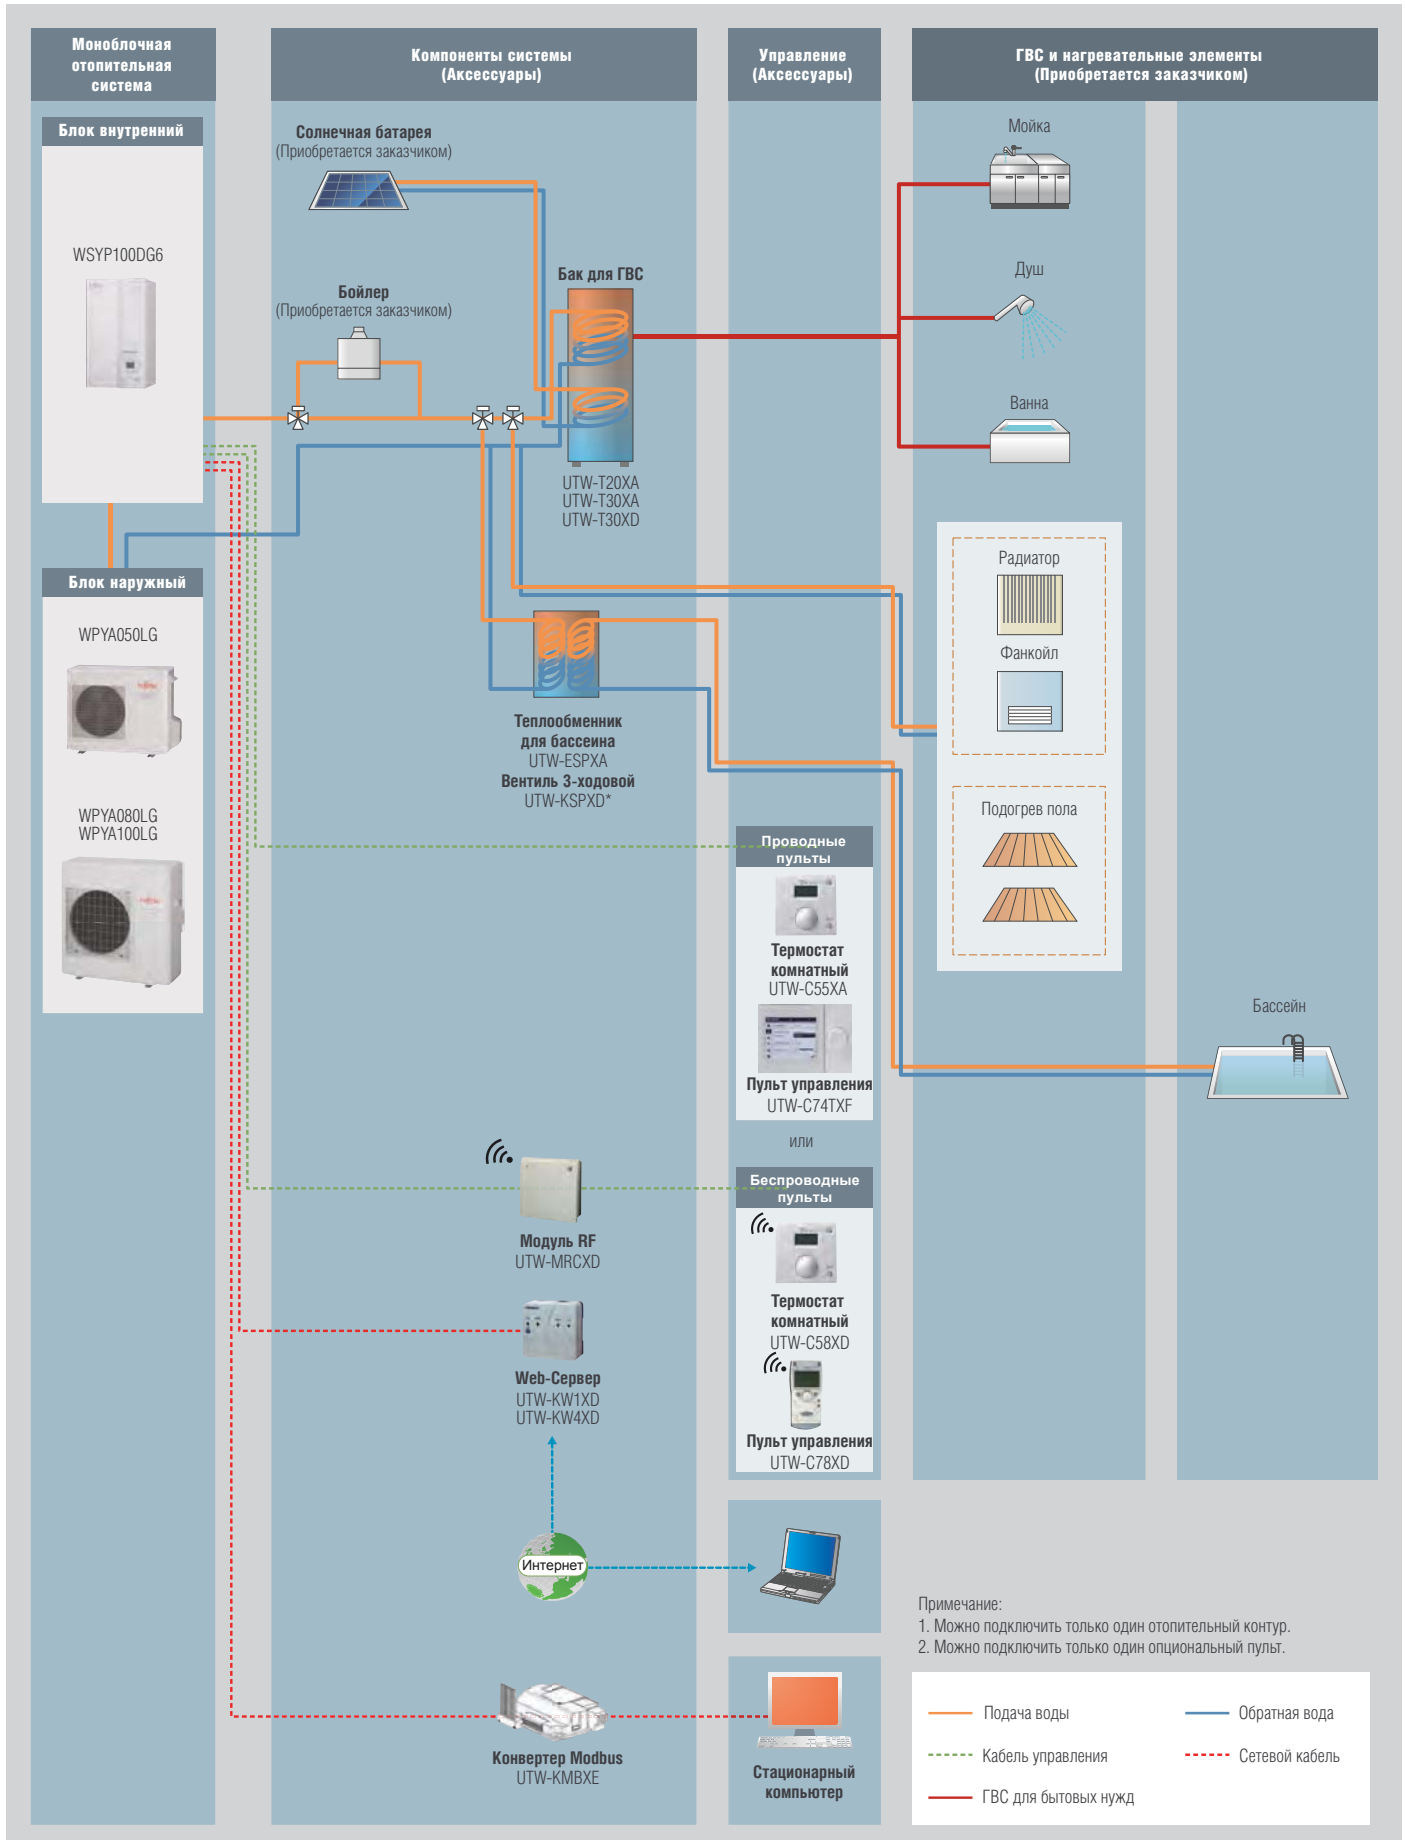 Моноблочная
отопительная
система
Компоненты системы
(Аксессуары)
Управление
(Аксессуары)
ГВС и нагревательные элементы
(Приобретается заказчиком)
Блок внутренний
WSYP100DG6
Блок наружный
WPYA050LG
WPYA080LG
WPYA100LG
Солнечная батарея
(Приобретается заказчиком)
Бойлер
(Приобретается заказчиком)
Бак для ГВС
UTW-T20XA
UTW-T30XA
UTW-T30XD
Теплообменник
для бассеина
UTW-ESPXA
Вентиль 3-ходовой
UTW-KSPXD*
Модуль RF
UTW-MRCXD
Web-Сервер
UTW-KW1XD
UTW-KW4XD
Интернет
Конвертер Modbus
UTW-KMBXE
Проводные
пульты
Термостат
комнатный
UTW-C55XA
Пульт управления
UTW-C74TXF
или
Беспроводные
пульты
Термостат
комнатный
UTW-C58XD
Пульт управления
UTW-C78XD
Стационарный
компьютер
Мойка
Душ
Ванна
Радиатор
Фанкойл
Подогрев пола
Бассейн
Примечание:
1. Можно подключить только один отопительный контур.
2. Можно подключить только один опциональный пульт.
Подача воды
Обратная вода
Кабель управления
Сетевой кабель
ГВС для бытовых нужд